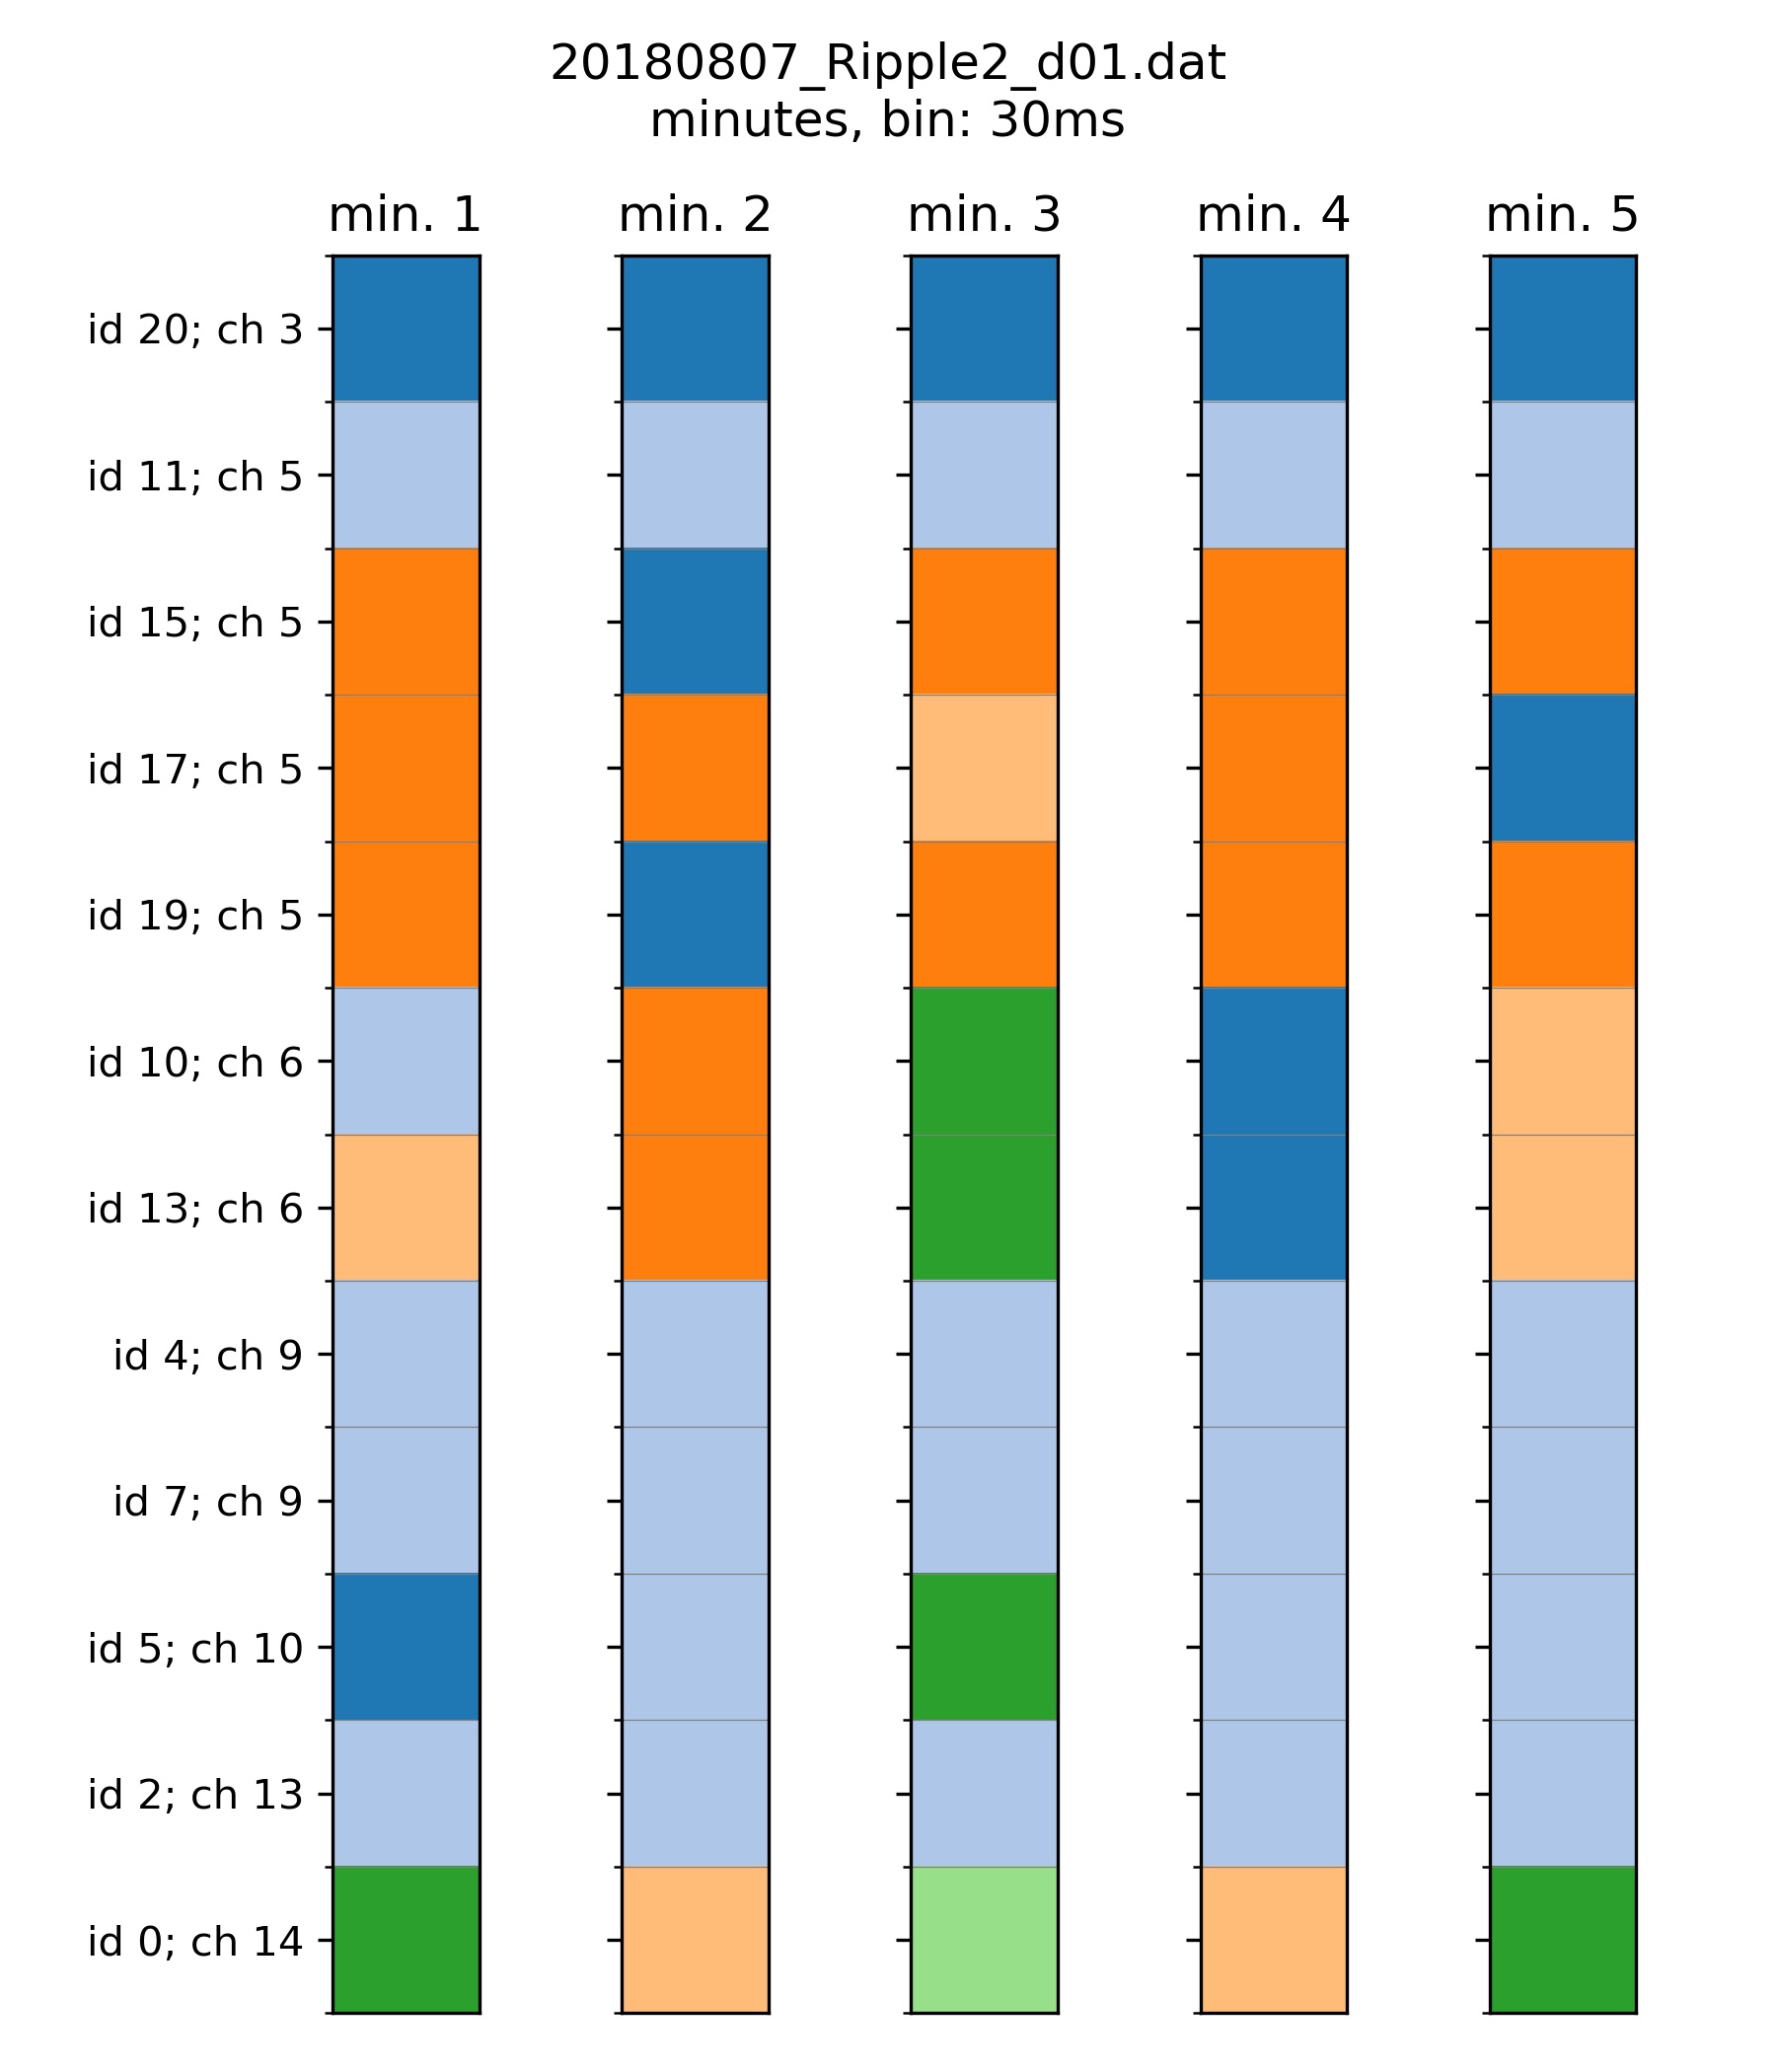 20180807_Ripple2_d01.dat
minutes, bin: 30ms
min. 1 min. 2 min. 3 min. 4 min. 5
id 20; ch 3
id 11; ch 5
id 15; ch 5
id 17; ch 5
id 19; ch 5
id 10; ch 6
id 13; ch 6
id 4; ch 9
id 7; ch 9
id 5; ch 10
id 2; ch 13
id 0; ch 14